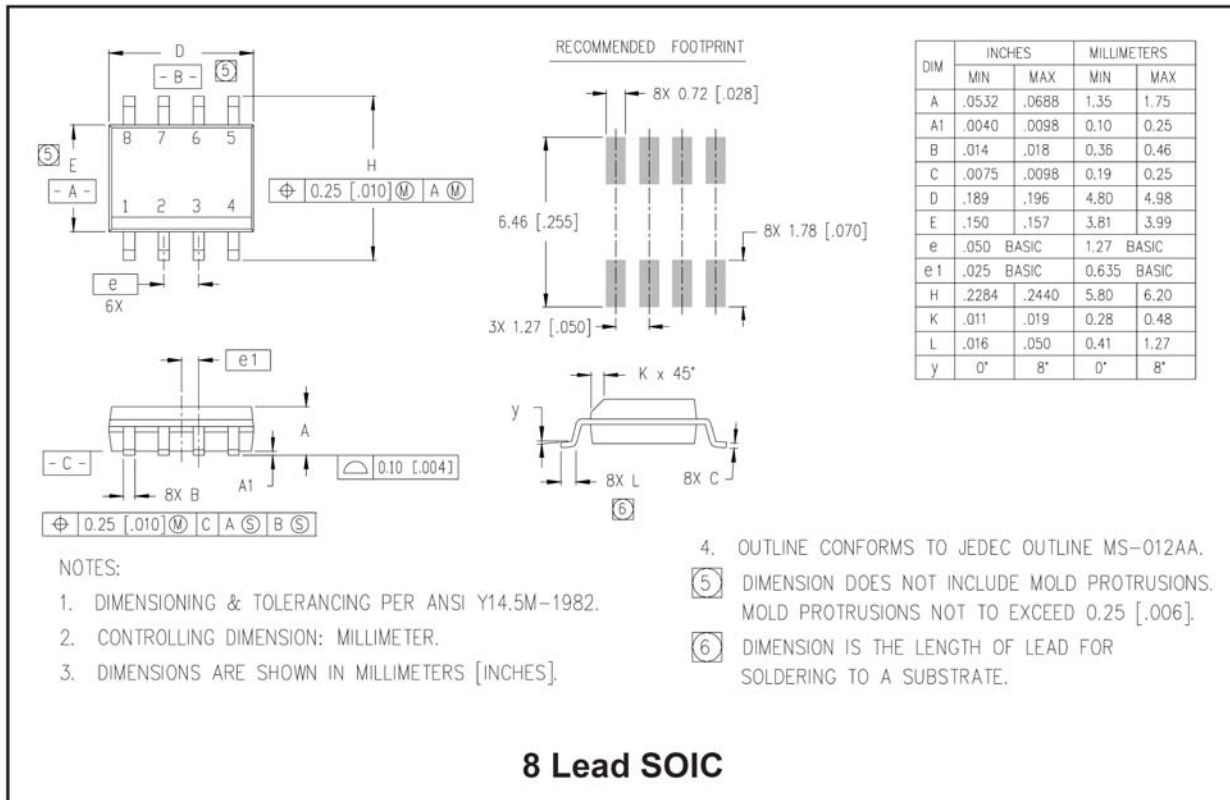 D
- B -
5
8 7 6 5
5
E
- A -
H
⌖ 0.25 [.010] Ⓜ A Ⓜ
1 2 3 4
e
6X
RECOMMENDED FOOTPRINT
8X 0.72 [.028]
6.46 [.255]
8X 1.78 [.070]
3X 1.27 [.050]
DIM INCHES MILLIMETERS
MIN MAX MIN MAX
A .0532 .0688 1.35 1.75
A1 .0040 .0098 0.10 0.25
B .014 .018 0.36 0.46
C .0075 .0098 0.19 0.25
D .189 .196 4.80 4.98
E .150 .157 3.81 3.99
e .050 BASIC 1.27 BASIC
e1 .025 BASIC 0.635 BASIC
H .2284 .2440 5.80 6.20
K .011 .019 0.28 0.48
L .016 .050 0.41 1.27
y 0° 8° 0° 8°
e1
A
- C -
8X B
A1
⌓ 0.10 [.004]
⌖ 0.25 [.010] Ⓜ C A Ⓢ B Ⓢ
K x 45°
y
8X L
6
8X C
NOTES:
1. DIMENSIONING & TOLERANCING PER ANSI Y14.5M-1982.
2. CONTROLLING DIMENSION: MILLIMETER.
3. DIMENSIONS ARE SHOWN IN MILLIMETERS [INCHES].
4. OUTLINE CONFORMS TO JEDEC OUTLINE MS-012AA.
5 DIMENSION DOES NOT INCLUDE MOLD PROTRUSIONS.
MOLD PROTRUSIONS NOT TO EXCEED 0.25 [.006].
6 DIMENSION IS THE LENGTH OF LEAD FOR
SOLDERING TO A SUBSTRATE.
8 Lead SOIC